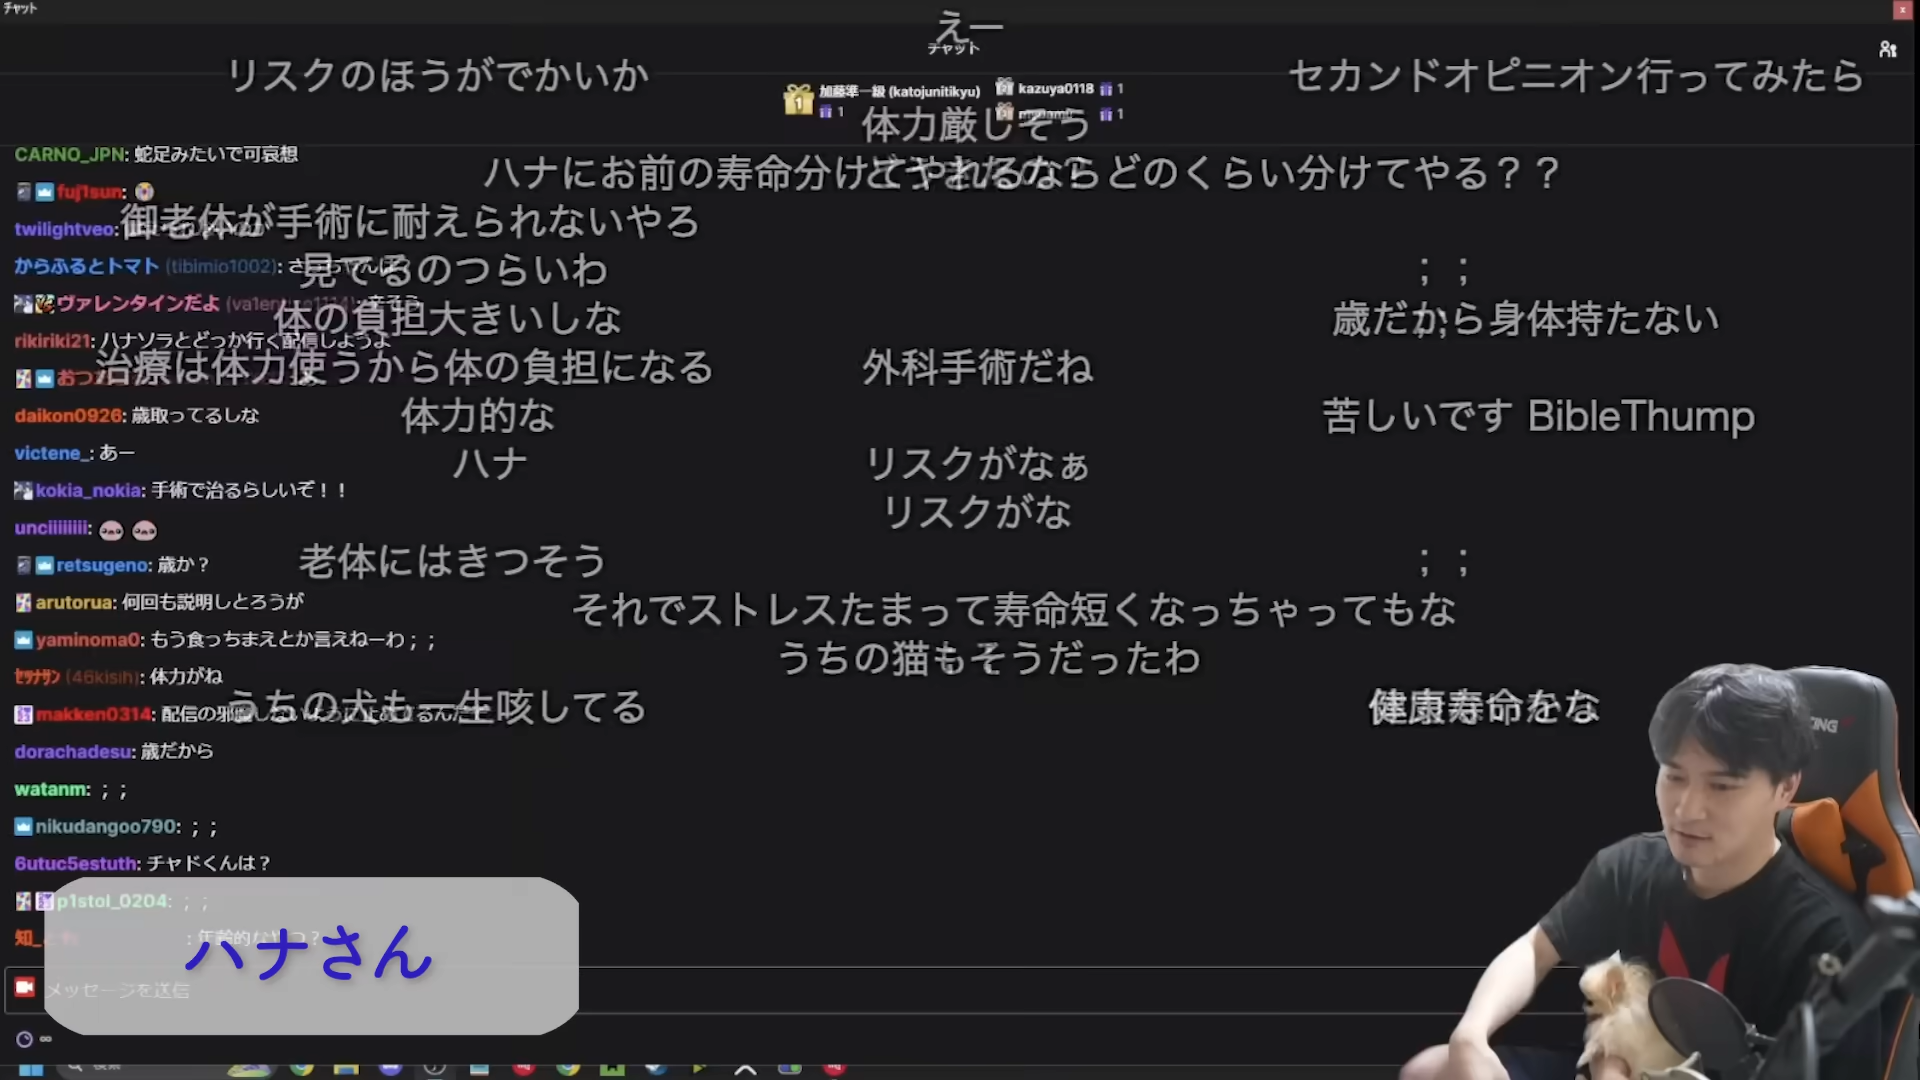 チャット
えー
チャット
リスクのほうがでかいか
セカンドオピニオン行ってみたら
加藤準一級 (katojunitikyu)
1
1
kazuya0118 1
1
体力厳しそう
CARNO_JPN: 蛇足みたいで可哀想
ハナにお前の寿命分けてやれるならどのくらい分けてやる？？
fuj1sun:
twilightveo:
御老体が手術に耐えられないやろ
からふるとトマト (tibimio1002):
見てるのつらいわ
； ；
ヴァレンタインだよ
辛そう
体の負担大きいしな
歳だから身体持たない
rikiriki21: ハナソラとどっか行く配信しようよ
治療は体力使うから体の負担になる
外科手術だね
daikon0926: 歳取ってるしな
体力的な
苦しいです BibleThump
victene_: あー
ハナ
リスクがなぁ
kokia_nokia: 手術で治るらしいぞ！！
リスクがな
unciiiiiiii:
retsugeno: 歳か？
老体にはきつそう
； ；
arutorua: 何回も説明しとろうが
それでストレスたまって寿命短くなっちゃってもな
yaminoma0: もう食っちまえとか言えねーわ；；
うちの猫もそうだったわ
(46kisih): 体力がね
うちの犬も一生咳してる
健康寿命をな
makken0314:
dorachadesu: 歳だから
watanm: ；；
nikudangoo790: ；；
6utuc5estuth: チャドくんは？
p1stol_0204: ；；
ハナさん
メッセージを送信
検索